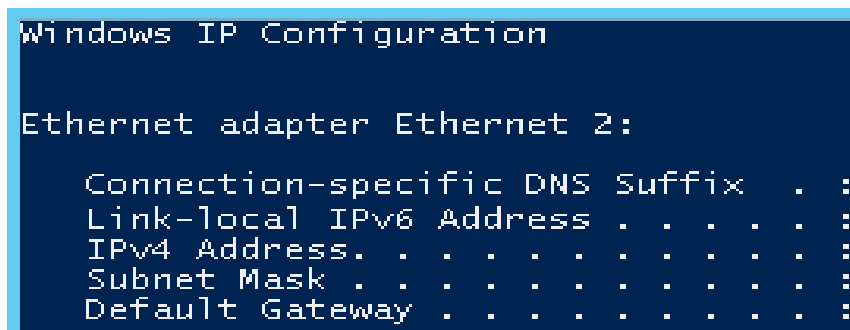 Windows IP Configuration
Ethernet adapter Ethernet 2:
Connection-specific DNS Suffix  . :
Link-local IPv6 Address . . . . . :
IPv4 Address. . . . . . . . . . . :
Subnet Mask . . . . . . . . . . . :
Default Gateway . . . . . . . . . :